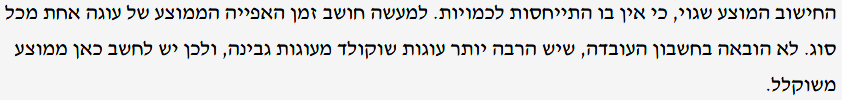 החישוב המוצע שגוי, כי אין בו התייחסות לכמויות. למעשה חושב זמן האפייה הממוצע של עוגה אחת מכל
סוג. לא הובאה בחשבון העובדה, שיש הרבה יותר עוגות שוקולד מעוגות גבינה, ולכן יש לחשב כאן ממוצע
משוקלל.